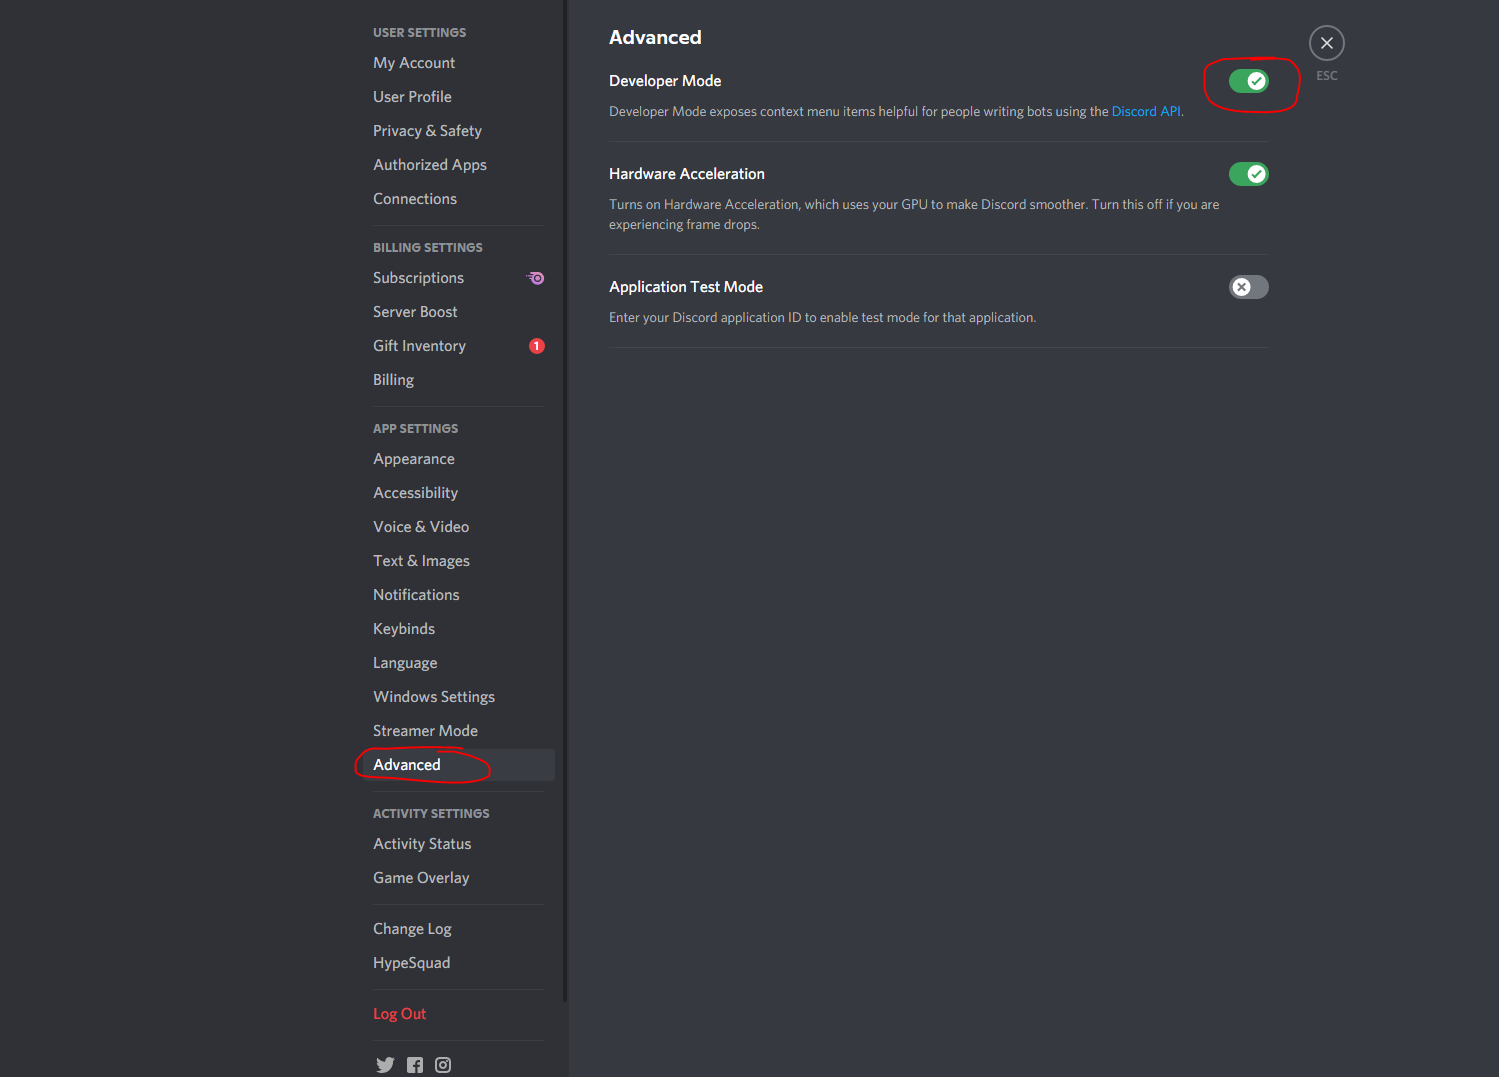 USER SETTINGS
My Account
User Profile
Privacy & Safety
Authorized Apps
Connections
BILLING SETTINGS
Subscriptions
Server Boost
Gift Inventory
1
Billing
APP SETTINGS
Appearance
Accessibility
Voice & Video
Text & Images
Notifications
Keybinds
Language
Windows Settings
Streamer Mode
Advanced
ACTIVITY SETTINGS
Activity Status
Game Overlay
Change Log
HypeSquad
Log Out
Advanced
Developer Mode
Developer Mode exposes context menu items helpful for people writing bots using the Discord API.
Hardware Acceleration
Turns on Hardware Acceleration, which uses your GPU to make Discord smoother. Turn this off if you are
experiencing frame drops.
Application Test Mode
Enter your Discord application ID to enable test mode for that application.
ESC